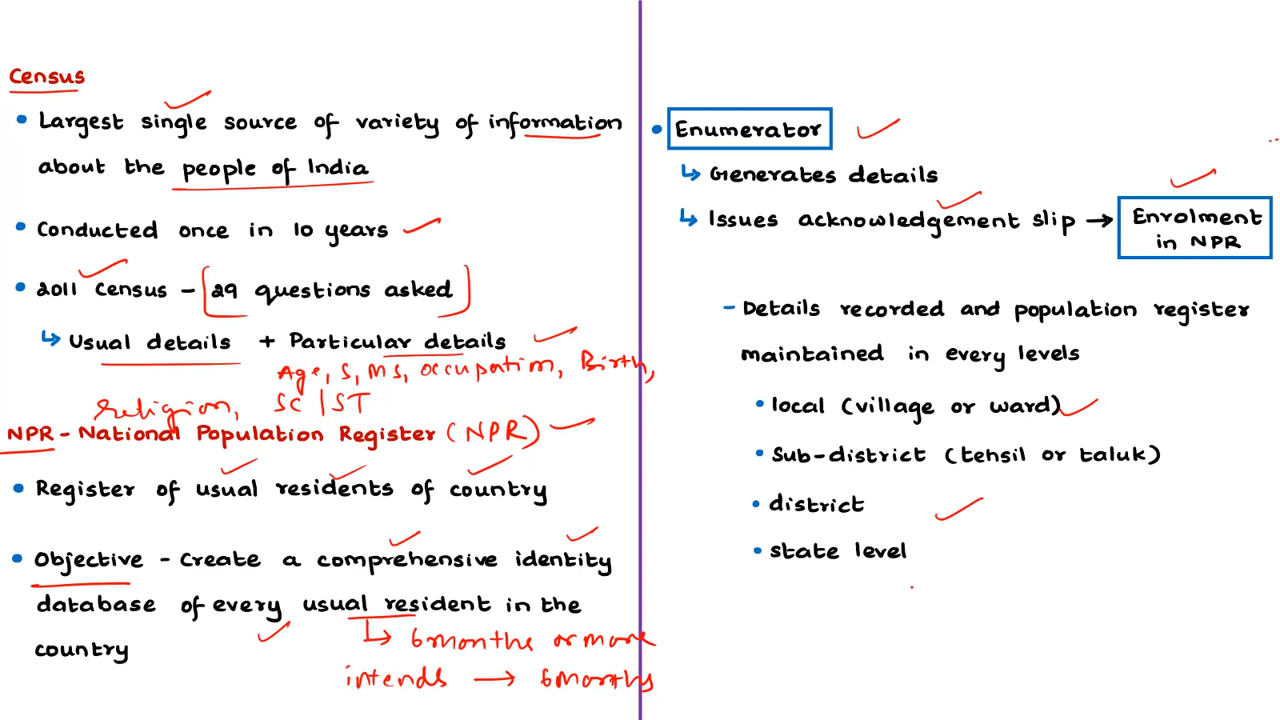 Census
• Largest single source of variety of information
about the people of India
• Conducted once in 10 years
• 2011 census - [29 questions asked]
↳ Usual details + Particular details
Age, S, MS, occupation, Birth,
religion, SC | ST
NPR - National Population Register (NPR)
• Register of usual residents of country
• Objective - Create a comprehensive identity
database of every usual resident in the
country
↳ 6 months or more
intends → 6 months
• Enumerator
↳ Generates details
↳ Issues acknowledgement slip → Enrolment
in NPR
- Details recorded and population register
maintained in every levels
• local (village or ward)
• Sub-district (tehsil or taluk)
• district
• state level